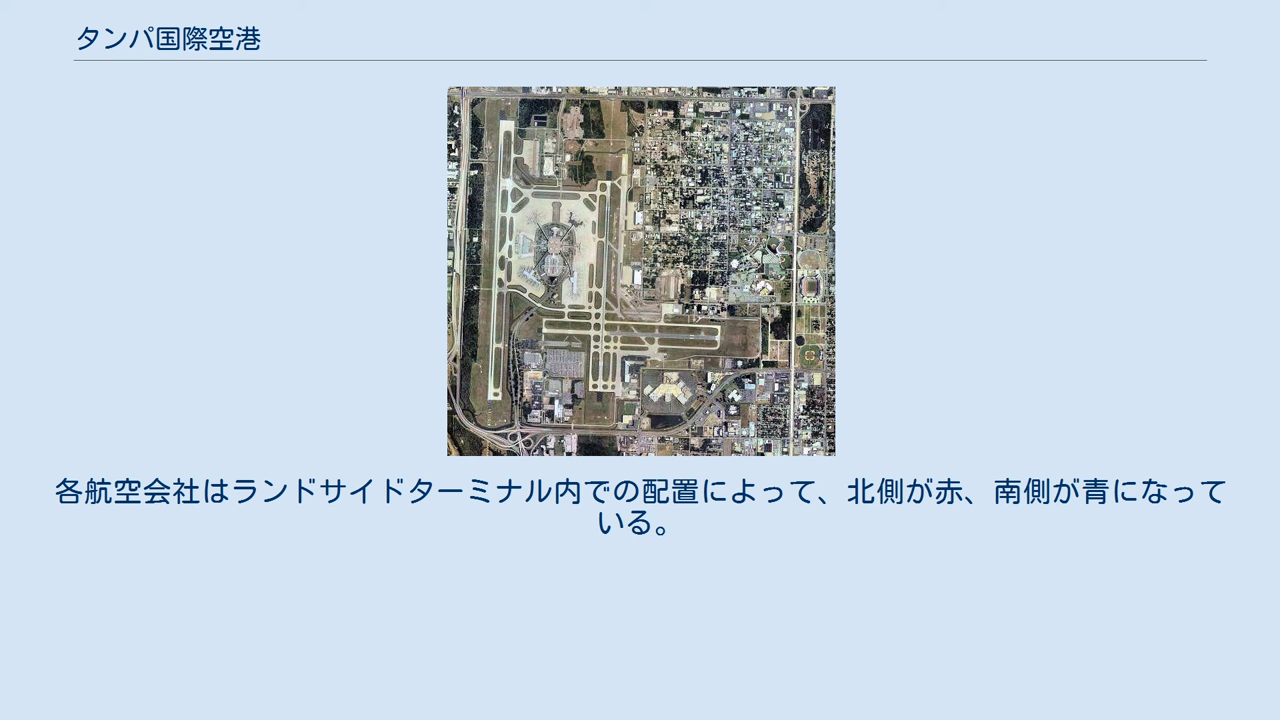 タンパ国際空港
各航空会社はランドサイドターミナル内での配置によって、北側が赤、南側が青になって
いる。